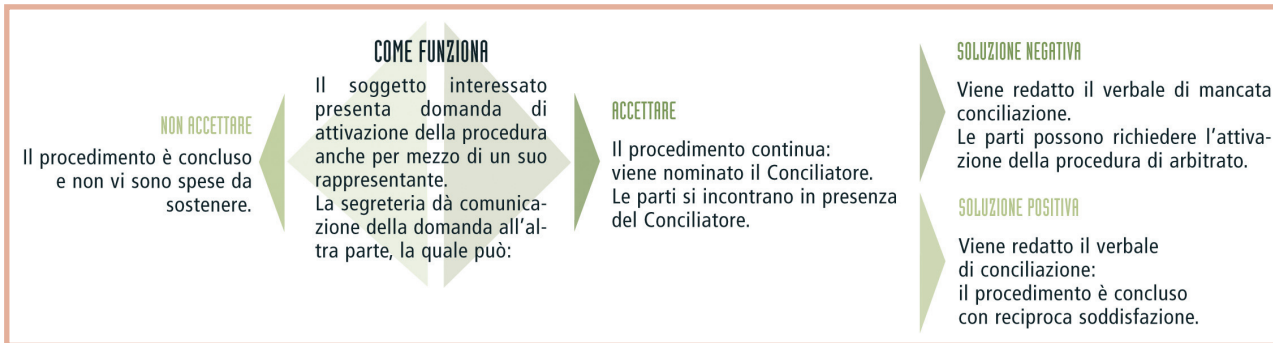 COME FUNZIONA
Il soggetto interessato
presenta domanda di
attivazione della procedura
anche per mezzo di un suo
rappresentante.
La segreteria dà comunica-
zione della domanda all'al-
tra parte, la quale può:
NON ACCETTARE
Il procedimento è concluso
e non vi sono spese da
sostenere.
ACCETTARE
Il procedimento continua:
viene nominato il Conciliatore.
Le parti si incontrano in presenza
del Conciliatore.
SOLUZIONE NEGATIVA
Viene redatto il verbale di mancata
conciliazione.
Le parti possono richiedere l'attiva-
zione della procedura di arbitrato.
SOLUZIONE POSITIVA
Viene redatto il verbale
di conciliazione:
il procedimento è concluso
con reciproca soddisfazione.